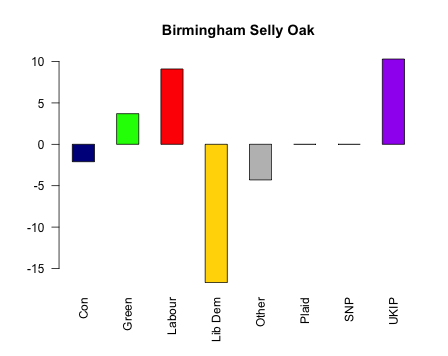 Birmingham Selly Oak
10
5
0
-5
-10
-15
Con
Green
Labour
Lib Dem
Other
Plaid
SNP
UKIP